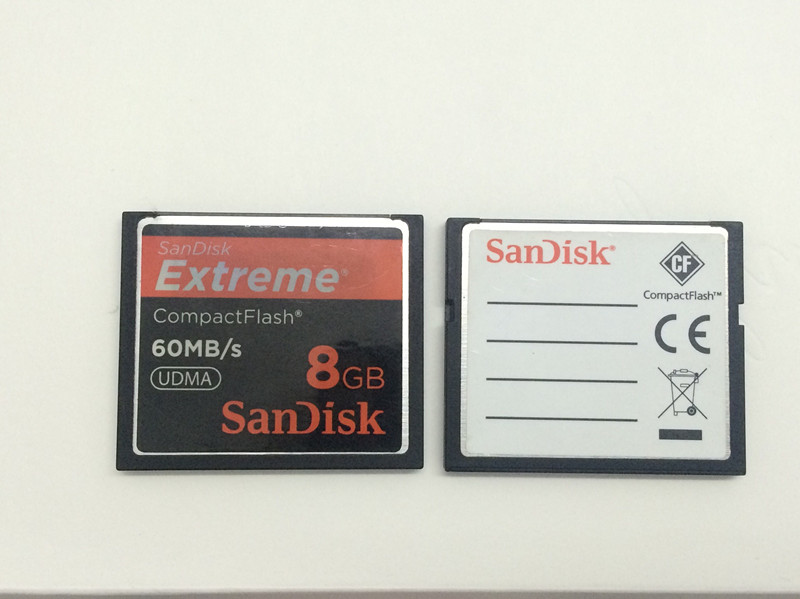 SanDisk
Extreme®
CompactFlash®
60MB/s
UDMA
8GB
SanDisk
SanDisk®
CF
CompactFlash™
CE